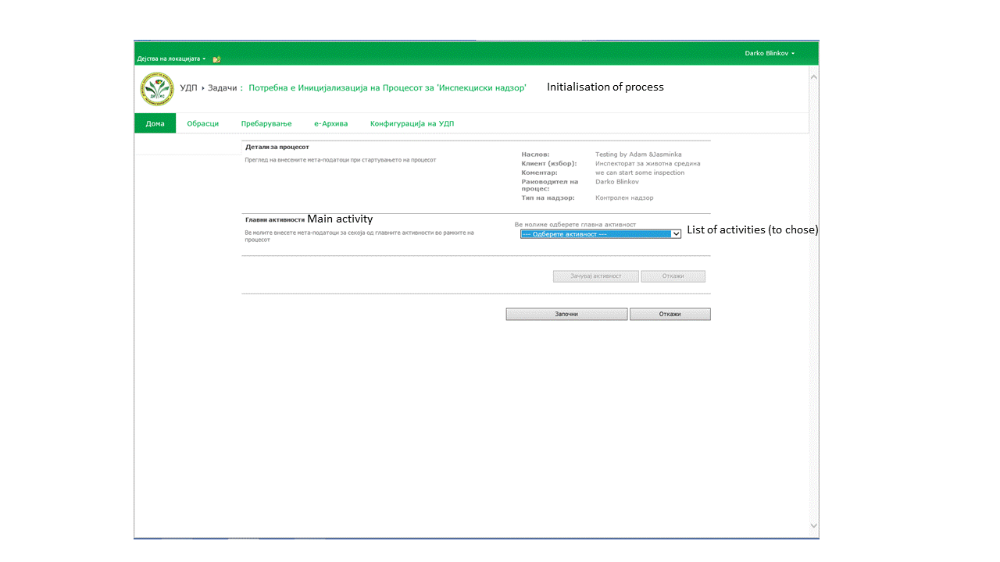 Darko Blinkov
Дејства на локацијата
УДП Задачи : Потребна е Иницијализација на Процесот за 'Инспекциски надзор' Initialisation of process
Дома Обрасци Пребарување е-Архива Конфигурација на УДП
Детали за процесот
Преглед на внесените мета-податоци при стартувањето на процесот
Наслов: Testing by Adam &Jasminka
Клиент (избор): Инспекторат за животна средина
Коментар: we can start some inspection
Раководител на Darko Blinkov
процес:
Тип на надзор: Контролен надзор
Главни активности Main activity
Ве молите внесете мета-податоци за секоја од главните активности во рамките на
процесот
Ве молиме одберете главна активност
--- Одберете активност --- List of activities (to chose)
Зачувај активност Откажи
Започни Откажи